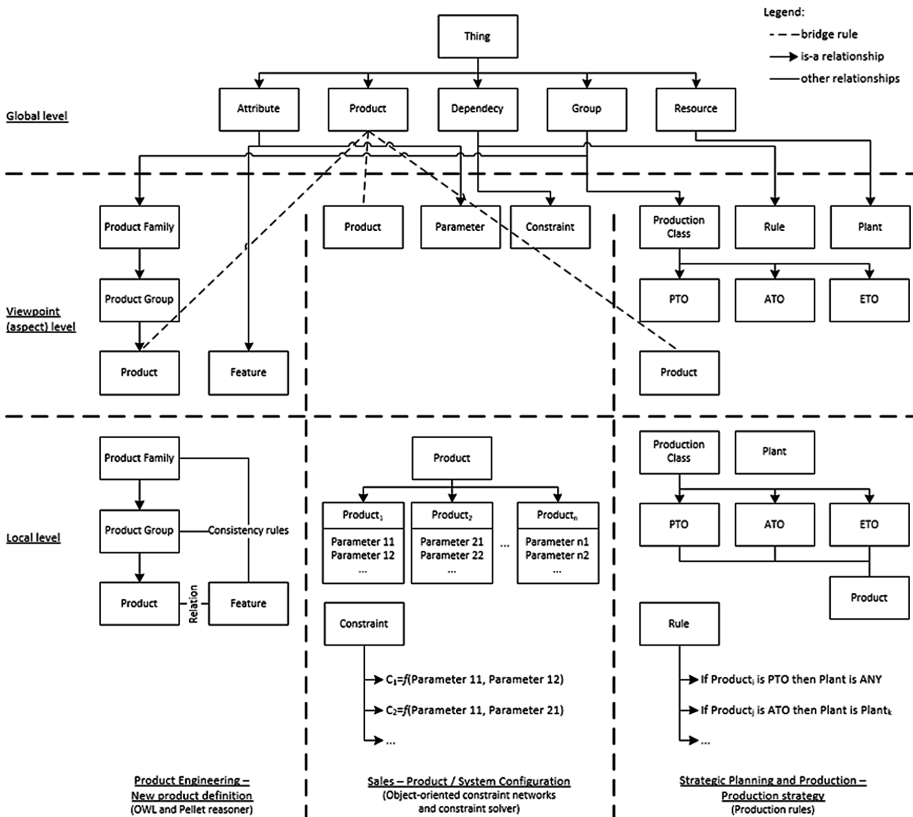 Legend:
bridge rule
is-a relationship
other relationships
Thing
Global level
Attribute
Product
Dependecy
Group
Resource
Viewpoint
(aspect) level
Product Family
Product Group
Product
Feature
Product
Parameter
Constraint
Production
Class
Rule
Plant
PTO
ATO
ETO
Product
Local level
Product Family
Product Group
Consistency rules
Product
Relation
Feature
Product
Product1
Parameter 11
Parameter 12
...
Product2
Parameter 21
Parameter 22
...
...
Productn
Parameter n1
Parameter n2
...
Constraint
C1=f(Parameter 11, Parameter 12)
C2=f(Parameter 11, Parameter 21)
...
Production
Class
Plant
PTO
ATO
ETO
Product
Rule
If Producti is PTO then Plant is ANY
If Productj is ATO then Plant is Plantk
...
Product Engineering –
New product definition
(OWL and Pellet reasoner)
Sales – Product / System Configuration
(Object-oriented constraint networks
and constraint solver)
Strategic Planning and Production –
Production strategy
(Production rules)